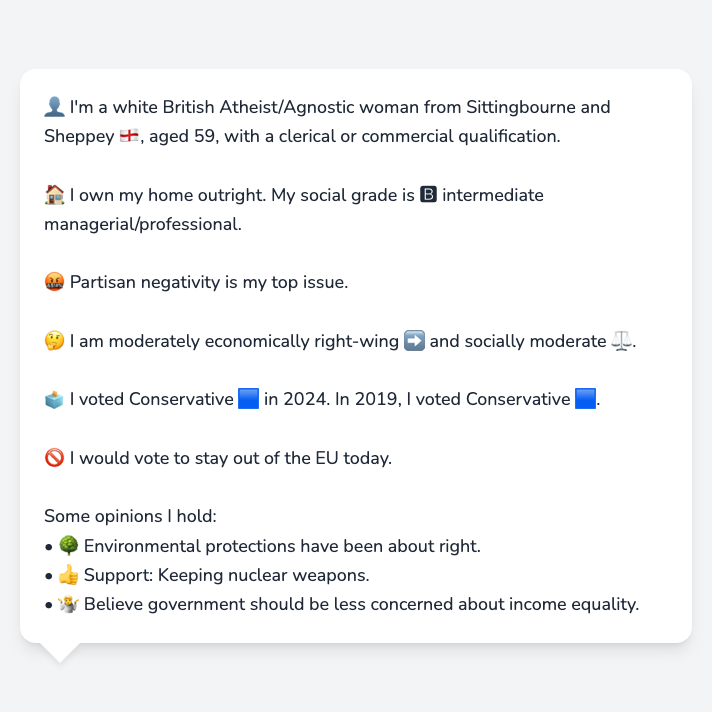 👤 I'm a white British Atheist/Agnostic woman from Sittingbourne and
Sheppey 🏴󠁧󠁢󠁥󠁮󠁧󠁿, aged 59, with a clerical or commercial qualification.
🏠 I own my home outright. My social grade is 🅱 intermediate
managerial/professional.
🤬 Partisan negativity is my top issue.
🤔 I am moderately economically right-wing ➡️ and socially moderate ⚖️.
🗳️ I voted Conservative 🟦 in 2024. In 2019, I voted Conservative 🟦.
🚫 I would vote to stay out of the EU today.
Some opinions I hold:
• 🌳 Environmental protections have been about right.
• 👍 Support: Keeping nuclear weapons.
• 🤷‍♀️ Believe government should be less concerned about income equality.